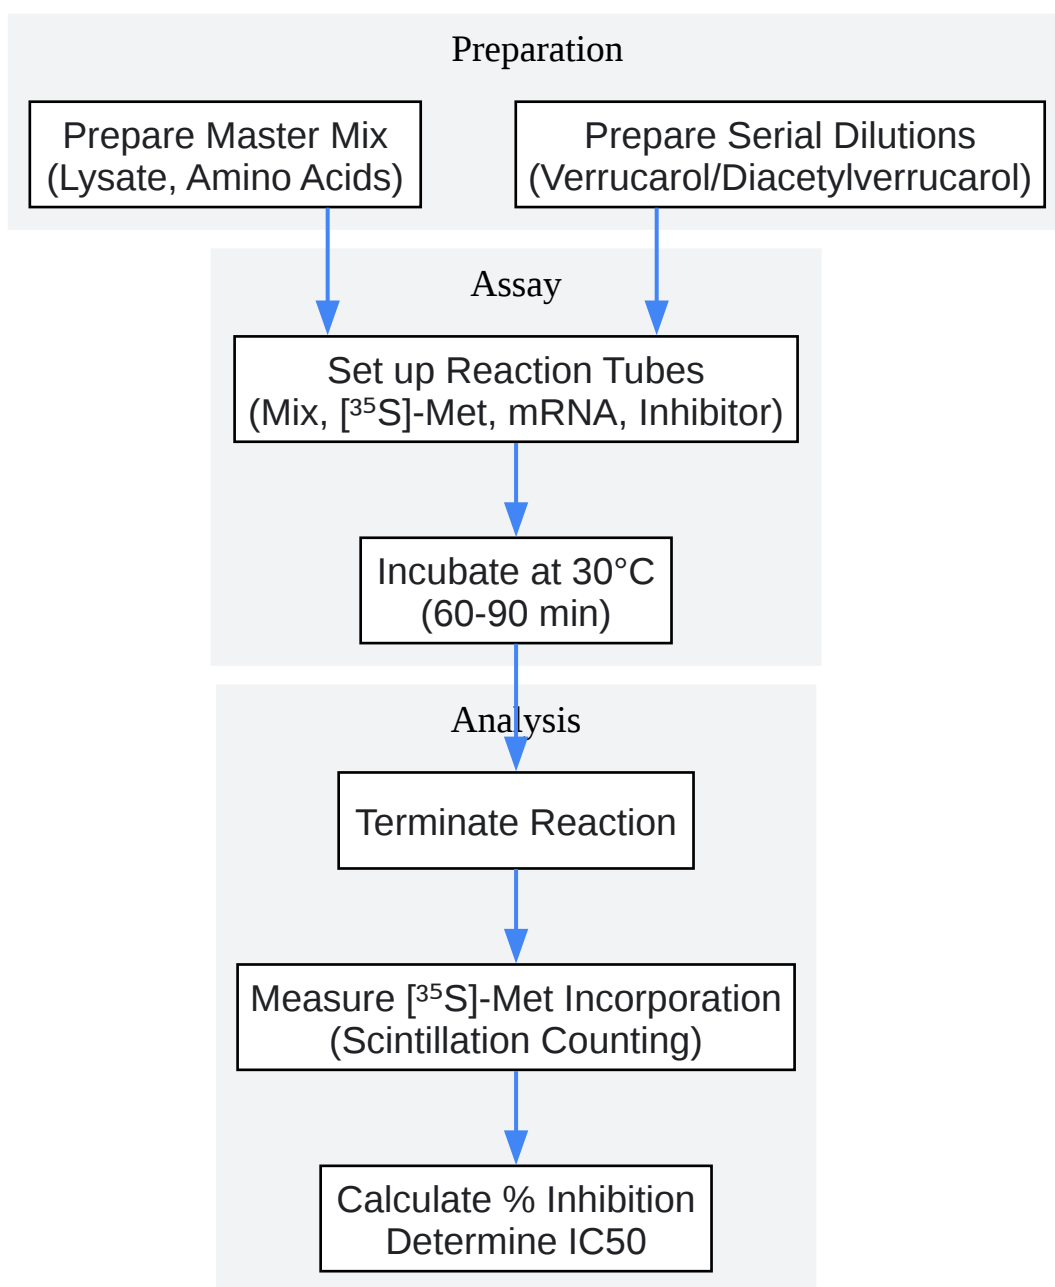 Preparation
Prepare Master Mix
(Lysate, Amino Acids)
Prepare Serial Dilutions
(Verrucarol/Diacetylverrucarol)
Assay
Set up Reaction Tubes
(Mix, [³⁵S]-Met, mRNA, Inhibitor)
Incubate at 30°C
(60-90 min)
Analysis
Terminate Reaction
Measure [³⁵S]-Met Incorporation
(Scintillation Counting)
Calculate % Inhibition
Determine IC50